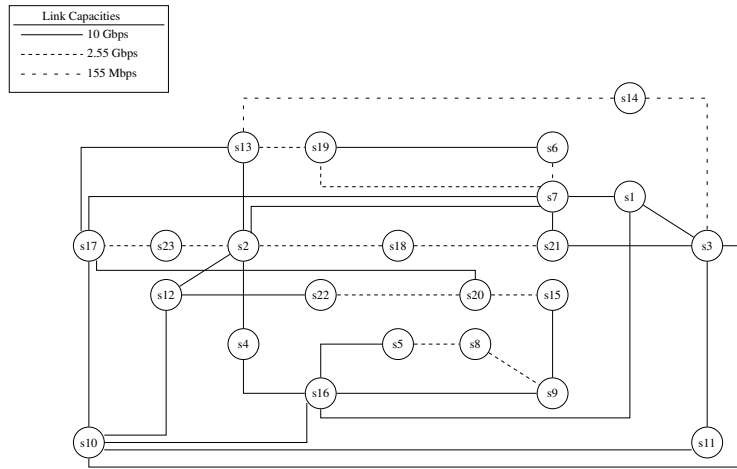 Link Capacities
10 Gbps
2.55 Gbps
155 Mbps
s14
s13
s19
s6
s7
s1
s17
s23
s2
s18
s21
s3
s12
s22
s20
s15
s4
s5
s8
s16
s9
s10
s11